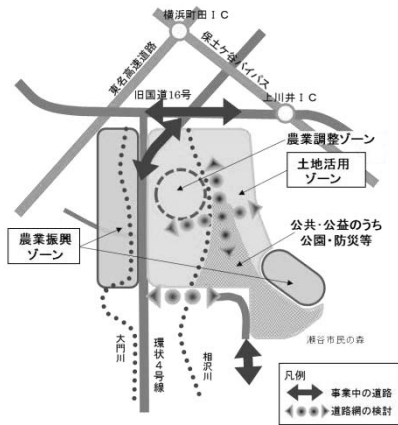 横浜町田ＩＣ
東名高速道路
保土ケ谷バイパス
旧国道16号
上川井ＩＣ
農業調整ゾーン
土地活用
ゾーン
公共・公益のうち
公園・防災等
農業振興
ゾーン
瀬谷市民の森
大門川
環状４号線
相沢川
凡例
事業中の道路
道路網の検討